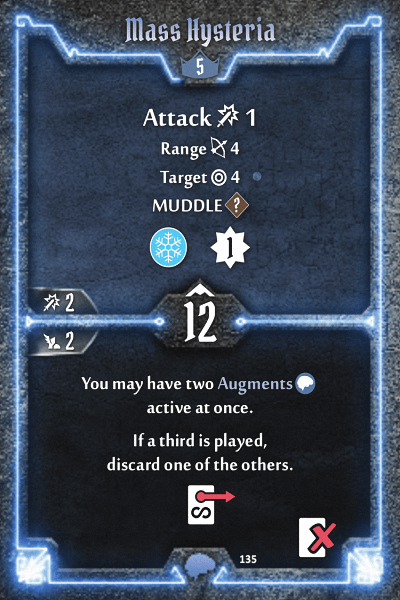 Mass Hysteria
5
Attack 1
Range 4
Target 4
MUDDLE ?
1
2
12
2
You may have two Augments
active at once.
If a third is played,
discard one of the others.
135